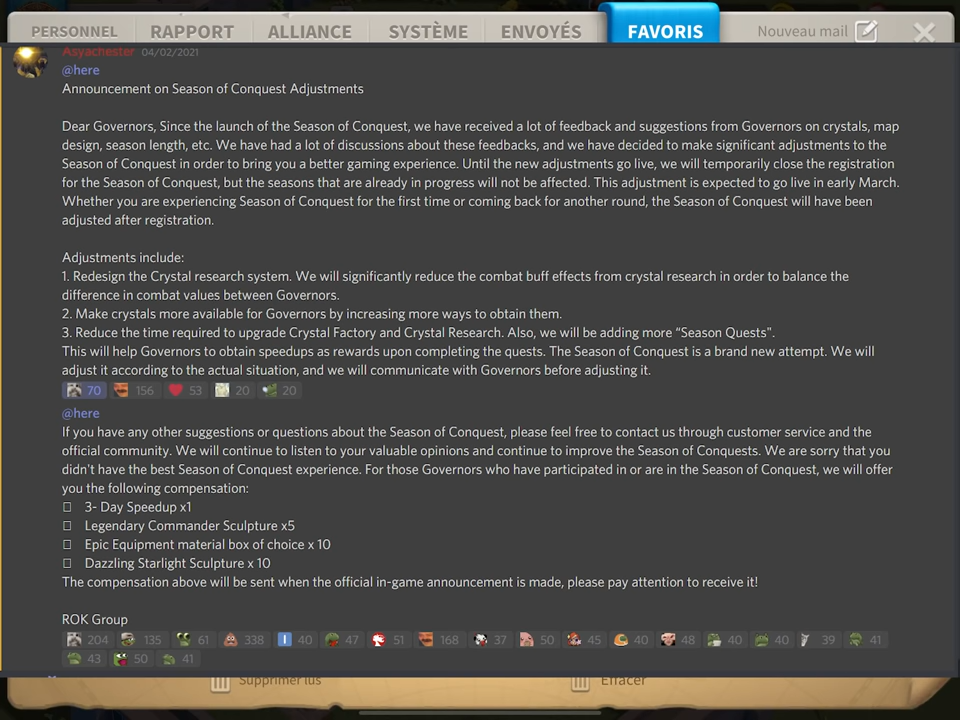 PERSONNEL RAPPORT ALLIANCE SYSTÈME ENVOYÉS FAVORIS Nouveau mail
Asyachester 04/02/2021
@here
Announcement on Season of Conquest Adjustments
Dear Governors, Since the launch of the Season of Conquest, we have received a lot of feedback and suggestions from Governors on crystals, map
design, season length, etc. We have had a lot of discussions about these feedbacks, and we have decided to make significant adjustments to the
Season of Conquest in order to bring you a better gaming experience. Until the new adjustments go live, we will temporarily close the registration
for the Season of Conquest, but the seasons that are already in progress will not be affected. This adjustment is expected to go live in early March.
Whether you are experiencing Season of Conquest for the first time or coming back for another round, the Season of Conquest will have been
adjusted after registration.
Adjustments include:
1. Redesign the Crystal research system. We will significantly reduce the combat buff effects from crystal research in order to balance the
difference in combat values between Governors.
2. Make crystals more available for Governors by increasing more ways to obtain them.
3. Reduce the time required to upgrade Crystal Factory and Crystal Research. Also, we will be adding more “Season Quests”.
This will help Governors to obtain speedups as rewards upon completing the quests. The Season of Conquest is a brand new attempt. We will
adjust it according to the actual situation, and we will communicate with Governors before adjusting it.
70 156 53 20 20
@here
If you have any other suggestions or questions about the Season of Conquest, please feel free to contact us through customer service and the
official community. We will continue to listen to your valuable opinions and continue to improve the Season of Conquests. We are sorry that you
didn't have the best Season of Conquest experience. For those Governors who have participated in or are in the Season of Conquest, we will offer
you the following compensation:
3- Day Speedup x1
Legendary Commander Sculpture x5
Epic Equipment material box of choice x 10
Dazzling Starlight Sculpture x 10
The compensation above will be sent when the official in-game announcement is made, please pay attention to receive it!
ROK Group
204 135 61 338 I 40 47 51 168 37 50 45 40 48 40 40 39 41
43 50 41
Supprimer lus Effacer